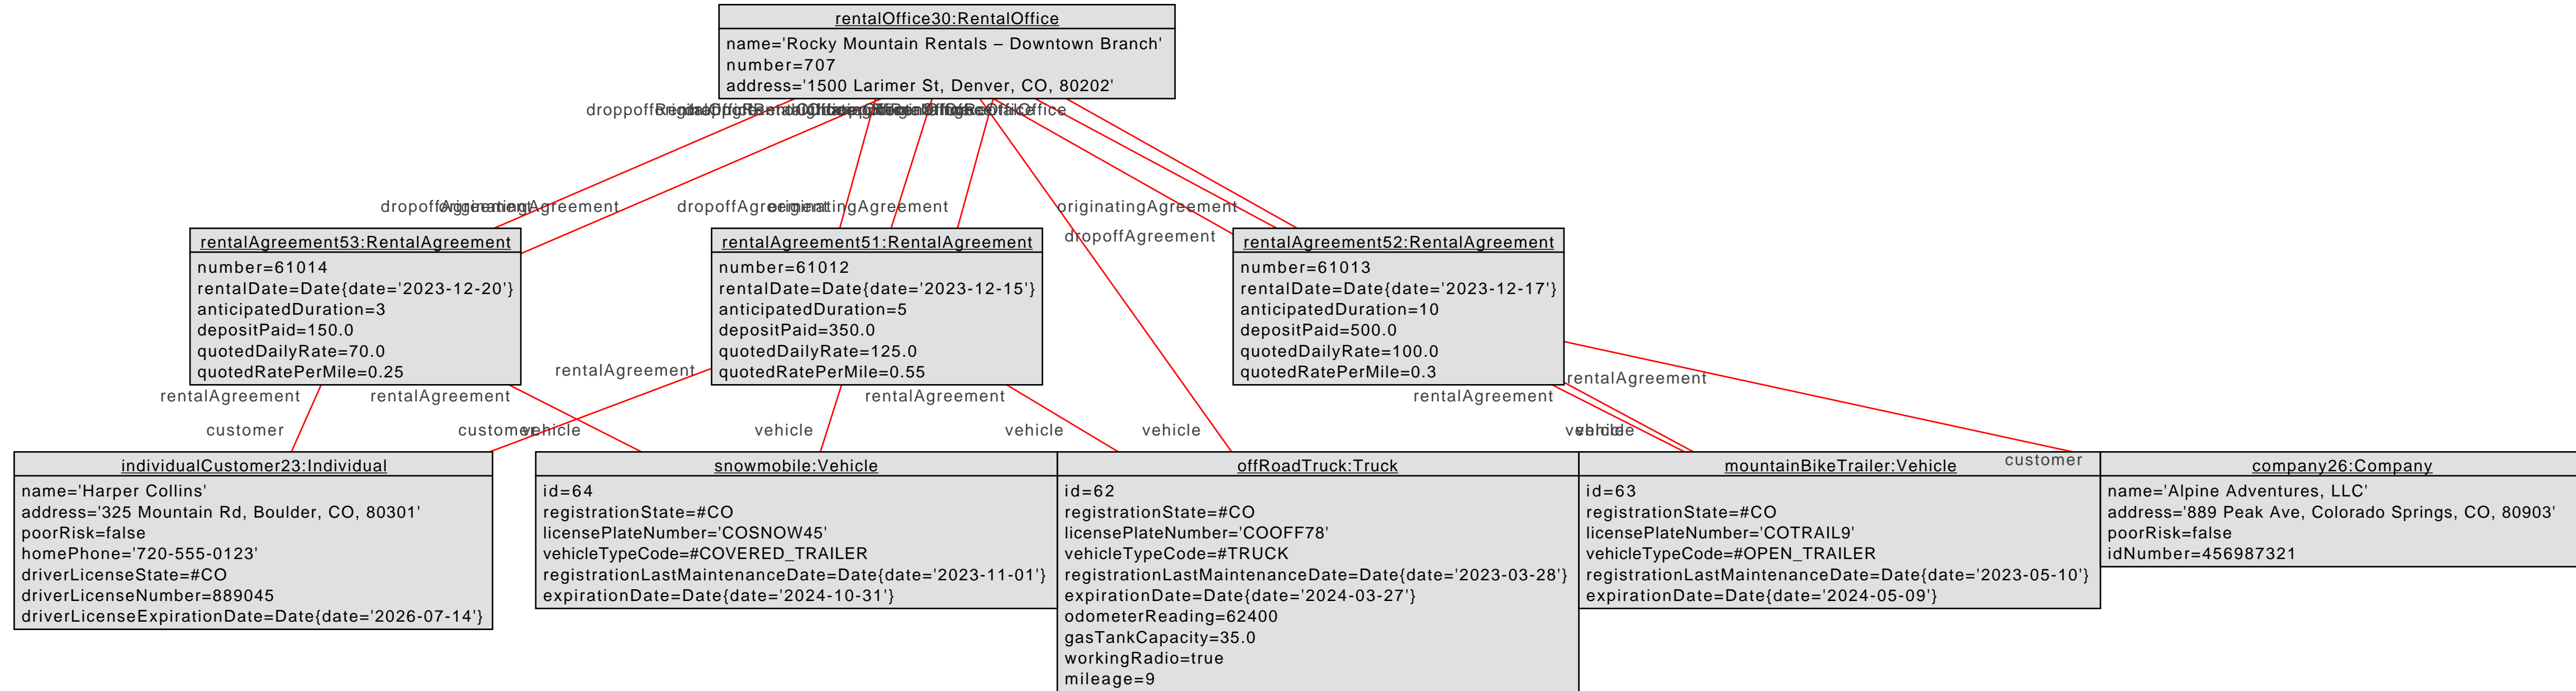 rentalOffice30:RentalOffice
name='Rocky Mountain Rentals – Downtown Branch'
number=707
address='1500 Larimer St, Denver, CO, 80202'
dropoffAgreement
originatingAgreement
dropoffAgreement
originatingAgreement
originatingAgreement
dropoffAgreement
rentalAgreement53:RentalAgreement
number=61014
rentalDate=Date{date='2023-12-20'}
anticipatedDuration=3
depositPaid=150.0
quotedDailyRate=70.0
quotedRatePerMile=0.25
rentalAgreement51:RentalAgreement
number=61012
rentalDate=Date{date='2023-12-15'}
anticipatedDuration=5
depositPaid=350.0
quotedDailyRate=125.0
quotedRatePerMile=0.55
rentalAgreement52:RentalAgreement
number=61013
rentalDate=Date{date='2023-12-17'}
anticipatedDuration=10
depositPaid=500.0
quotedDailyRate=100.0
quotedRatePerMile=0.3
rentalAgreement
rentalAgreement
rentalAgreement
rentalAgreement
rentalAgreement
rentalAgreement
customer
customer
vehicle
vehicle
vehicle
vehicle
vehicle
vehicle
customer
individualCustomer23:Individual
name='Harper Collins'
address='325 Mountain Rd, Boulder, CO, 80301'
poorRisk=false
homePhone='720-555-0123'
driverLicenseState=#CO
driverLicenseNumber=889045
driverLicenseExpirationDate=Date{date='2026-07-14'}
snowmobile:Vehicle
id=64
registrationState=#CO
licensePlateNumber='COSNOW45'
vehicleTypeCode=#COVERED_TRAILER
registrationLastMaintenanceDate=Date{date='2023-11-01'}
expirationDate=Date{date='2024-10-31'}
offRoadTruck:Truck
id=62
registrationState=#CO
licensePlateNumber='COOFF78'
vehicleTypeCode=#TRUCK
registrationLastMaintenanceDate=Date{date='2023-03-28'}
expirationDate=Date{date='2024-03-27'}
odometerReading=62400
gasTankCapacity=35.0
workingRadio=true
mileage=9
mountainBikeTrailer:Vehicle
id=63
registrationState=#CO
licensePlateNumber='COTRAIL9'
vehicleTypeCode=#OPEN_TRAILER
registrationLastMaintenanceDate=Date{date='2023-05-10'}
expirationDate=Date{date='2024-05-09'}
company26:Company
name='Alpine Adventures, LLC'
address='889 Peak Ave, Colorado Springs, CO, 80903'
poorRisk=false
idNumber=456987321